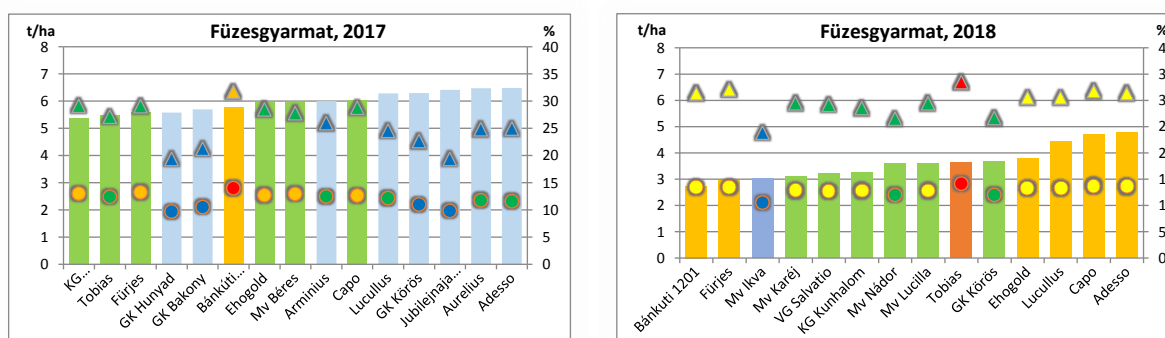 t/ha
Füzesgyarmat, 2017
%
8
7
6
5
4
3
2
1
0
40
35
30
25
20
15
10
5
0
KG…
Tobias
Fürjes
GK Hunyad
GK Bakony
Bánkúti…
Ehogold
Mv Béres
Arminius
Capo
Lucullus
GK Körös
Jubilejnaja…
Aurelius
Adesso
t/ha
Füzesgyarmat, 2018
%
8
7
6
5
4
3
2
1
0
Bánkuti 1201
Fürjes
Mv Ikva
Mv Karéj
VG Salvatio
KG Kunhalom
Mv Nádor
Mv Lucilla
Tobias
GK Körös
Ehogold
Lucullus
Capo
Adesso